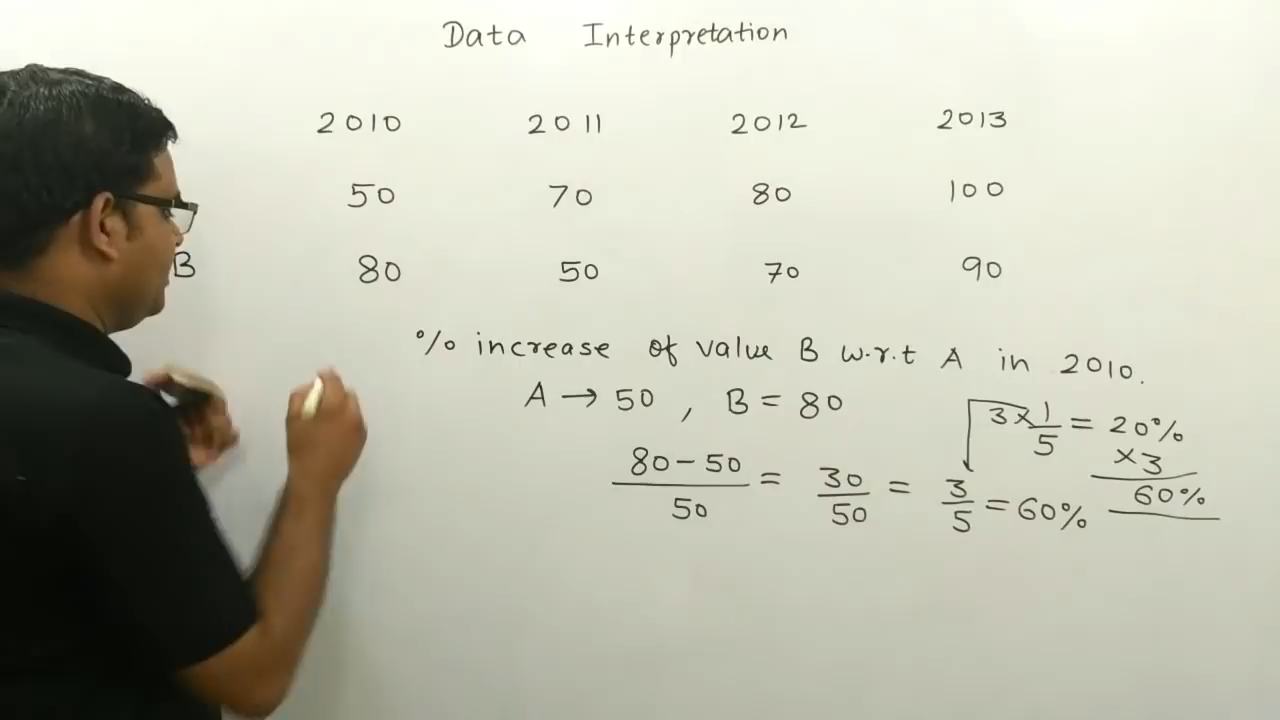 Data Interpretation
2010 2011 2012 2013
50 70 80 100
B 80 50 70 90
% increase of value B w.r.t A in 2010.
A → 50 , B = 80
3 × 1/5 = 20%
× 3
60%
80 – 50 / 50 = 30 / 50 = 3/5 = 60%